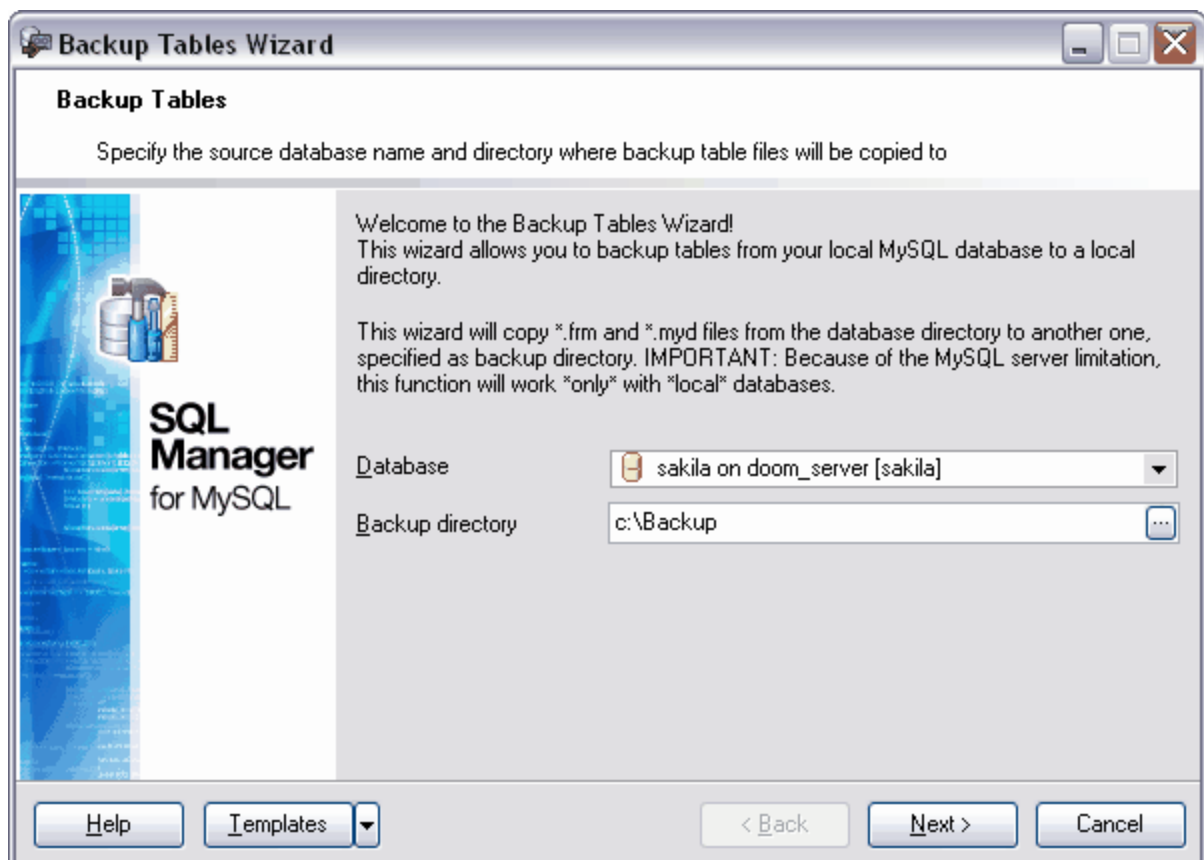 Backup Tables Wizard
Backup Tables
Specify the source database name and directory where backup table files will be copied to
Welcome to the Backup Tables Wizard!
This wizard allows you to backup tables from your local MySQL database to a local
directory.
This wizard will copy *.frm and *.myd files from the database directory to another one,
specified as backup directory. IMPORTANT: Because of the MySQL server limitation,
this function will work *only* with *local* databases.
SQL
Manager
for MySQL
Database
sakila on doom_server [sakila]
Backup directory
c:\Backup
...
Help
Templates
< Back
Next >
Cancel